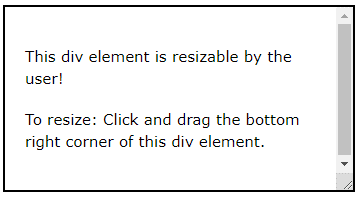 This div element is resizable by the
user!
To resize: Click and drag the bottom
right corner of this div element.